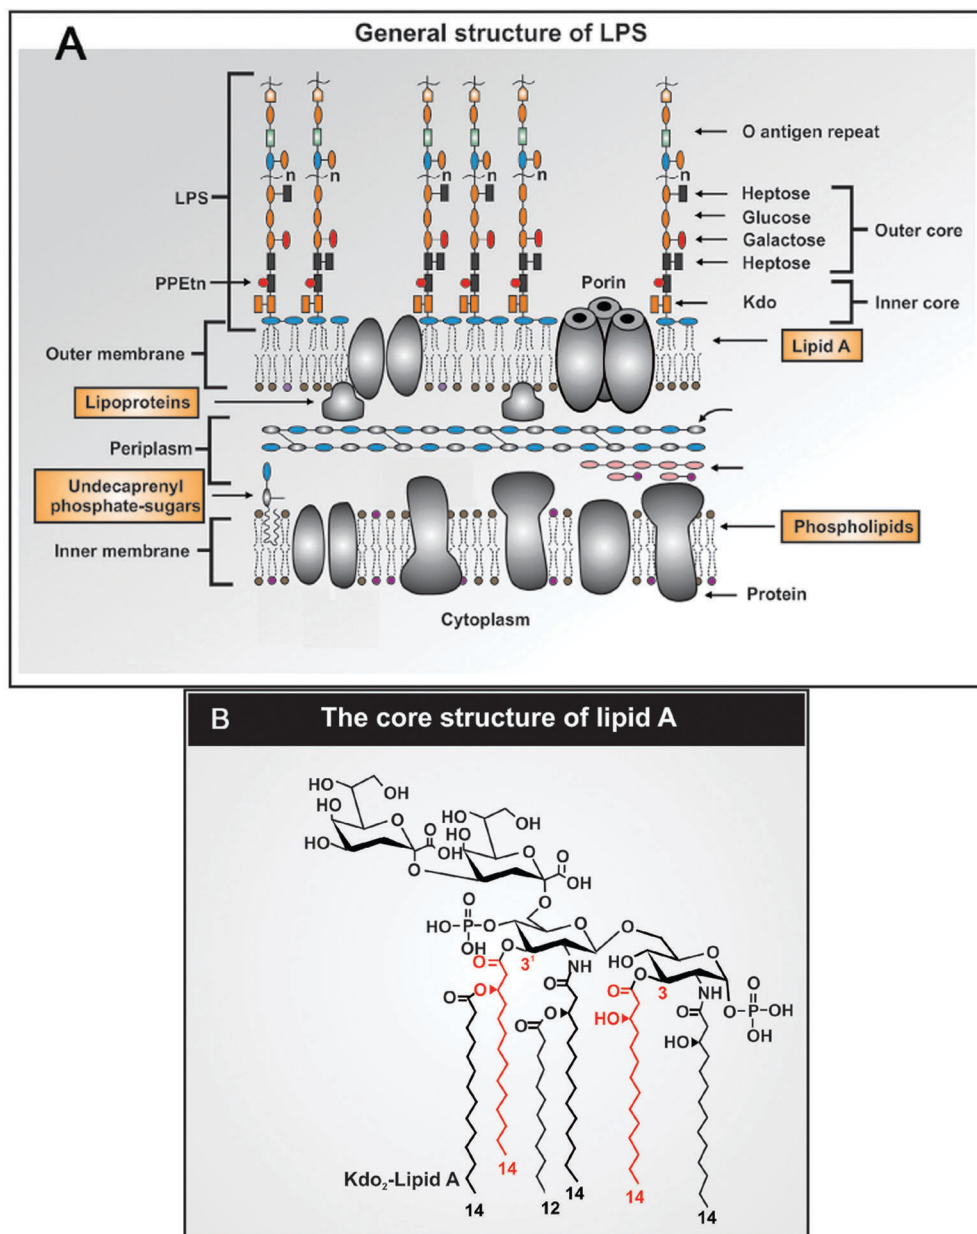 A
General structure of LPS
LPS
PPEtn
Outer membrane
Lipoproteins
Periplasm
Undecaprenyl
phosphate-sugars
Inner membrane
n
n
n
n
n
Porin
Cytoplasm
O antigen repeat
Heptose
Glucose
Galactose
Heptose
Outer core
Kdo
Inner core
Lipid A
Phospholipids
Protein
B
The core structure of lipid A
HO
OH
HO
OH
HO
O
O
OH
O
HO
OH
HO
O
O
OH
O
O
HO-P-O
OH
O
O
O
O
3¹
NH
O
O
HO
O
O
3
NH
O
O
O-P-OH
OH
O
O
O
O
HO
HO
Kdo₂-Lipid A
14
14
12
14
14
14